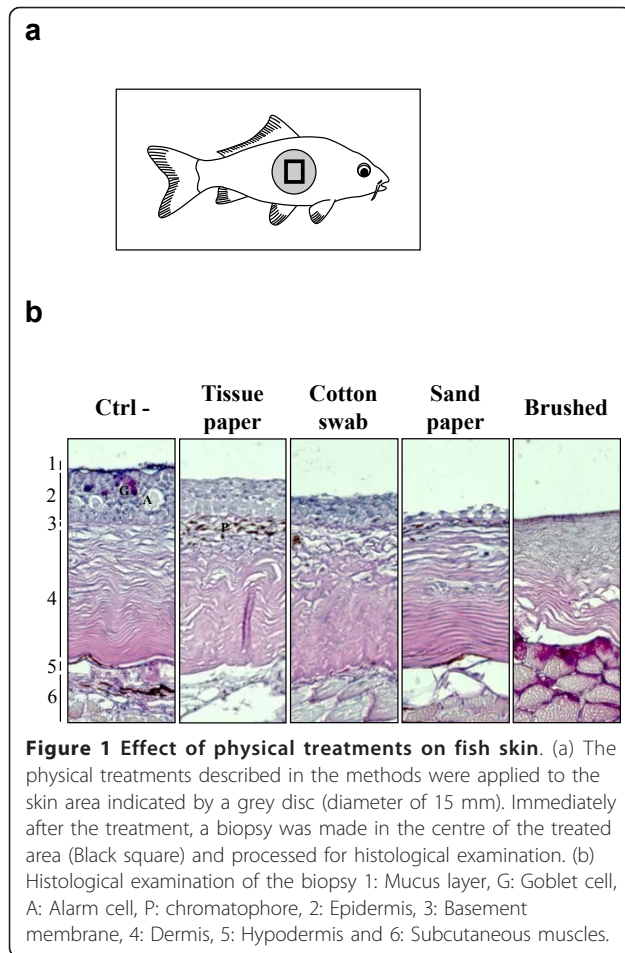 a
b
Ctrl -
Tissue
paper
Cotton
swab
Sand
paper
Brushed
1
2
3
4
5
6
G
A
P
Figure 1 Effect of physical treatments on fish skin. (a) The
physical treatments described in the methods were applied to the
skin area indicated by a grey disc (diameter of 15 mm). Immediately
after the treatment, a biopsy was made in the centre of the treated
area (Black square) and processed for histological examination. (b)
Histological examination of the biopsy 1: Mucus layer, G: Goblet cell,
A: Alarm cell, P: chromatophore, 2: Epidermis, 3: Basement
membrane, 4: Dermis, 5: Hypodermis and 6: Subcutaneous muscles.